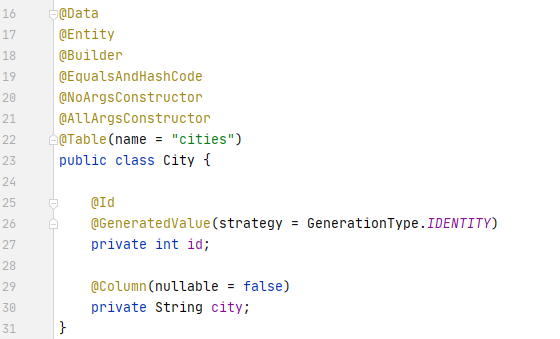 16 @Data
17 @Entity
18 @Builder
19 @EqualsAndHashCode
20 @NoArgsConstructor
21 @AllArgsConstructor
22 @Table(name = "cities")
23 public class City {
24
25     @Id
26     @GeneratedValue(strategy = GenerationType.IDENTITY)
27     private int id;
28
29     @Column(nullable = false)
30     private String city;
31 }